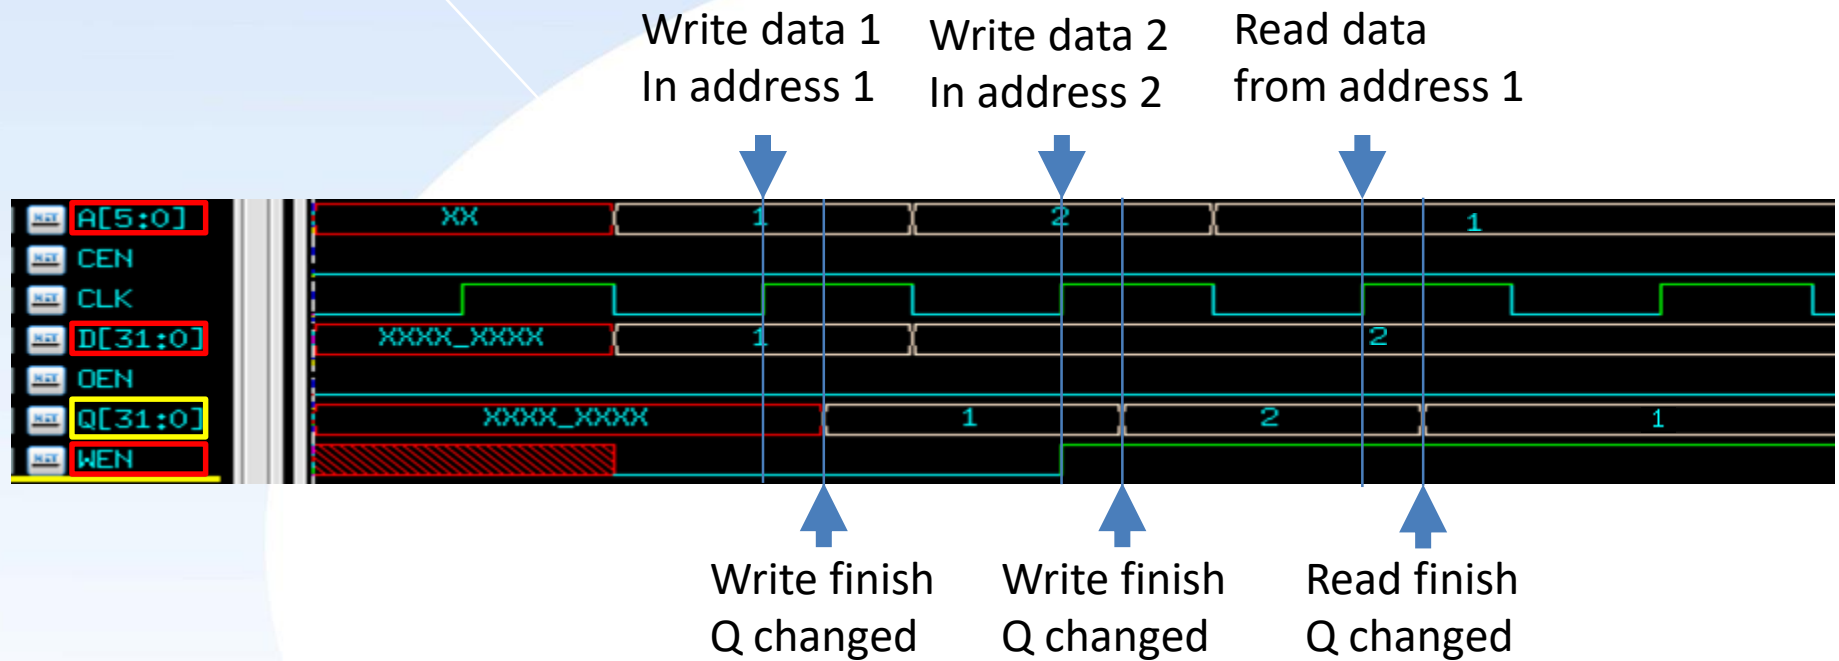 Write data 1
In address 1
Write data 2
In address 2
Read data
from address 1
A[5:0] XX 1 2 1
CEN
CLK
D[31:0] XXXX_XXXX 1 2
OEN
Q[31:0] XXXX_XXXX 1 2 1
WEN
Write finish
Q changed
Write finish
Q changed
Read finish
Q changed